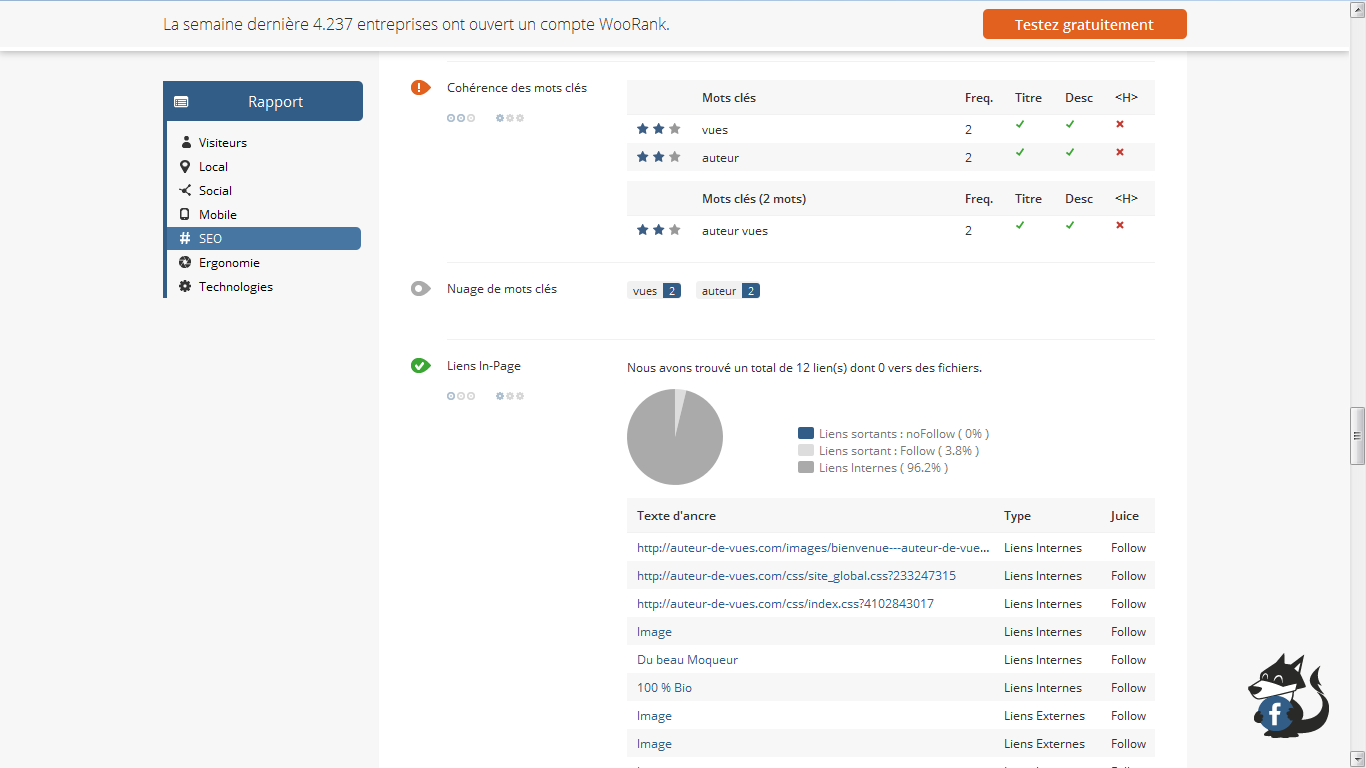 La semaine dernière 4.237 entreprises ont ouvert un compte WooRank.
Testez gratuitement
Rapport
Visiteurs
Local
Social
Mobile
SEO
Ergonomie
Technologies
Cohérence des mots clés
Mots clés Freq. Titre Desc <H>
vues 2
auteur 2
Mots clés (2 mots) Freq. Titre Desc <H>
auteur vues 2
Nuage de mots clés
vues 2 auteur 2
Liens In-Page
Nous avons trouvé un total de 12 lien(s) dont 0 vers des fichiers.
Liens sortants : noFollow ( 0% )
Liens sortant : Follow ( 3.8% )
Liens Internes ( 96.2% )
Texte d'ancre Type Juice
http://auteur-de-vues.com/images/bienvenue---auteur-de-vue... Liens Internes Follow
http://auteur-de-vues.com/css/site_global.css?233247315 Liens Internes Follow
http://auteur-de-vues.com/css/index.css?4102843017 Liens Internes Follow
Image Liens Internes Follow
Du beau Moqueur Liens Internes Follow
100 % Bio Liens Internes Follow
Image Liens Externes Follow
Image Liens Externes Follow